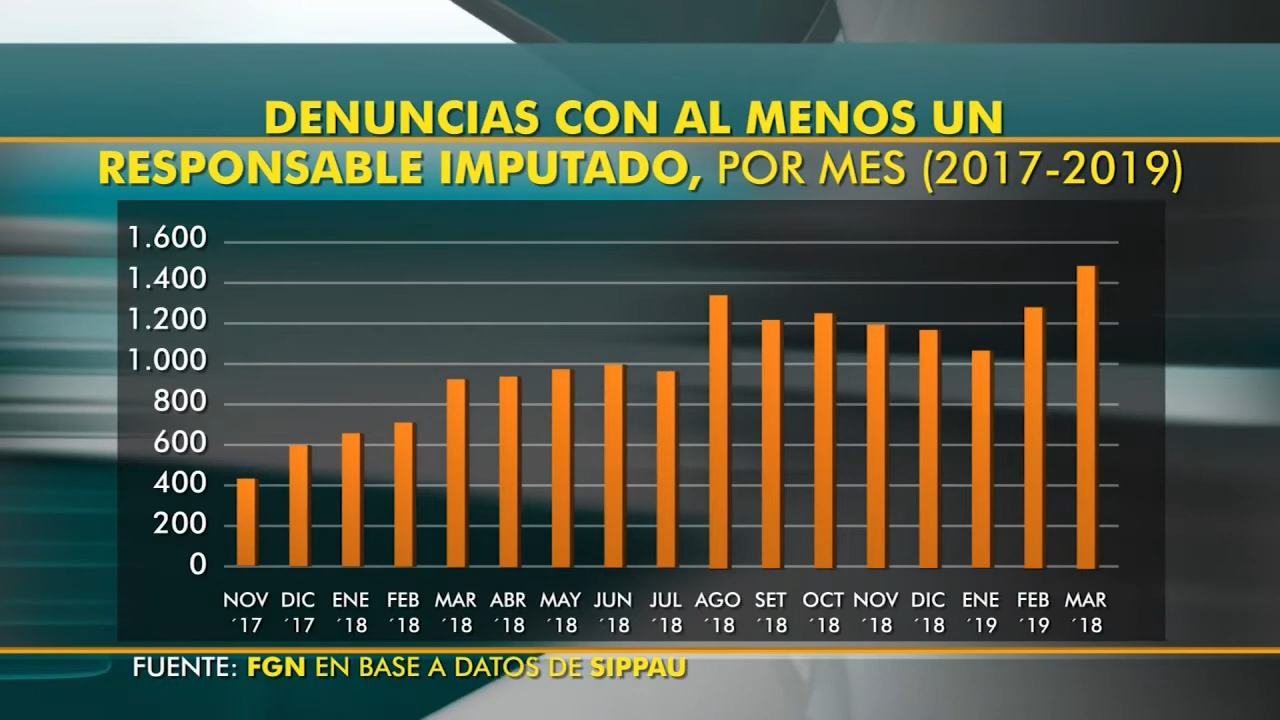 DENUNCIAS CON AL MENOS UN
RESPONSABLE IMPUTADO, POR MES (2017-2019)
1.600
1.400
1.200
1.000
800
600
400
200
0
NOV DIC ENE FEB MAR ABR MAY JUN JUL AGO SET OCT NOV DIC ENE FEB MAR
´17 ´17 ´18 ´18 ´18 ´18 ´18 ´18 ´18 ´18 ´18 ´18 ´18 ´18 ´19 ´19 ´18
FUENTE: FGN EN BASE A DATOS DE SIPPAU